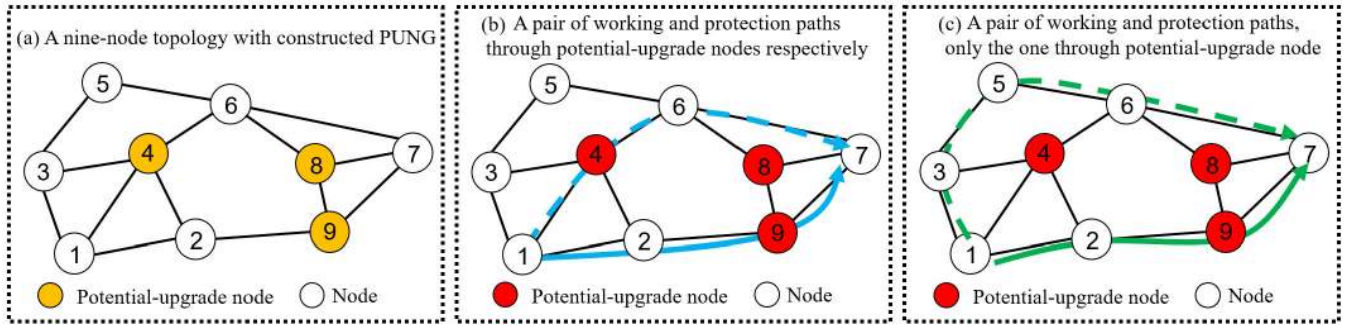 (a) A nine-node topology with constructed PUNG
5
6
4
8
7
3
9
2
1
Potential-upgrade node
Node
(b) A pair of working and protection paths
through potential-upgrade nodes respectively
5
6
4
8
7
3
9
2
1
Potential-upgrade node
Node
(c) A pair of working and protection paths,
only the one through potential-upgrade node
5
6
4
8
7
3
9
2
1
Potential-upgrade node
Node